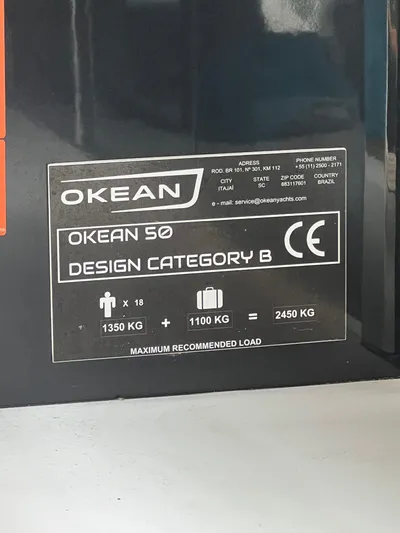 OKEAN
ADRESS
ROD. BR 101, Nº 301, KM 112
PHONE NUMBER
+ 55 (11) 2500 - 2171
CITY STATE ZIP CODE COUNTRY
ITAJAÍ SC 883117601 BRAZIL
e - mail: service@okeanyachts.com
OKEAN 50
DESIGN CATEGORY B
CE
X 18
1350 KG + 1100 KG = 2450 KG
MAXIMUM RECOMMENDED LOAD